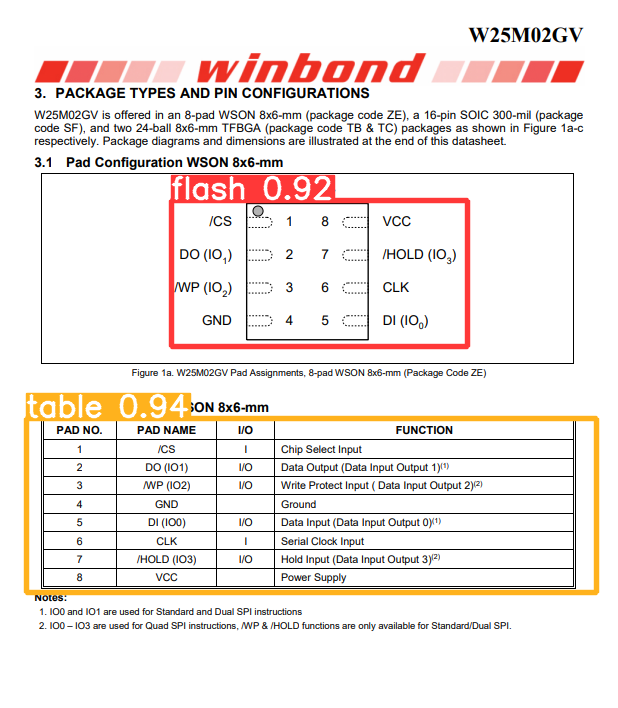 W25M02GV
winbond
3. PACKAGE TYPES AND PIN CONFIGURATIONS
W25M02GV is offered in an 8-pad WSON 8x6-mm (package code ZE), a 16-pin SOIC 300-mil (package
code SF), and two 24-ball 8x6-mm TFBGA (package code TB & TC) packages as shown in Figure 1a-c
respectively. Package diagrams and dimensions are illustrated at the end of this datasheet.
3.1 Pad Configuration WSON 8x6-mm
flash 0.92
/CS 1 8 VCC
DO (IO1) 2 7 /HOLD (IO3)
/WP (IO2) 3 6 CLK
GND 4 5 DI (IO0)
Figure 1a. W25M02GV Pad Assignments, 8-pad WSON 8x6-mm (Package Code ZE)
table 0.94 SON 8x6-mm
PAD NO. PAD NAME I/O FUNCTION
1 /CS I Chip Select Input
2 DO (IO1) I/O Data Output (Data Input Output 1)(1)
3 /WP (IO2) I/O Write Protect Input ( Data Input Output 2)(2)
4 GND Ground
5 DI (IO0) I/O Data Input (Data Input Output 0)(1)
6 CLK I Serial Clock Input
7 /HOLD (IO3) I/O Hold Input (Data Input Output 3)(2)
8 VCC Power Supply
Notes:
1. IO0 and IO1 are used for Standard and Dual SPI instructions
2. IO0 – IO3 are used for Quad SPI instructions, /WP & /HOLD functions are only available for Standard/Dual SPI.